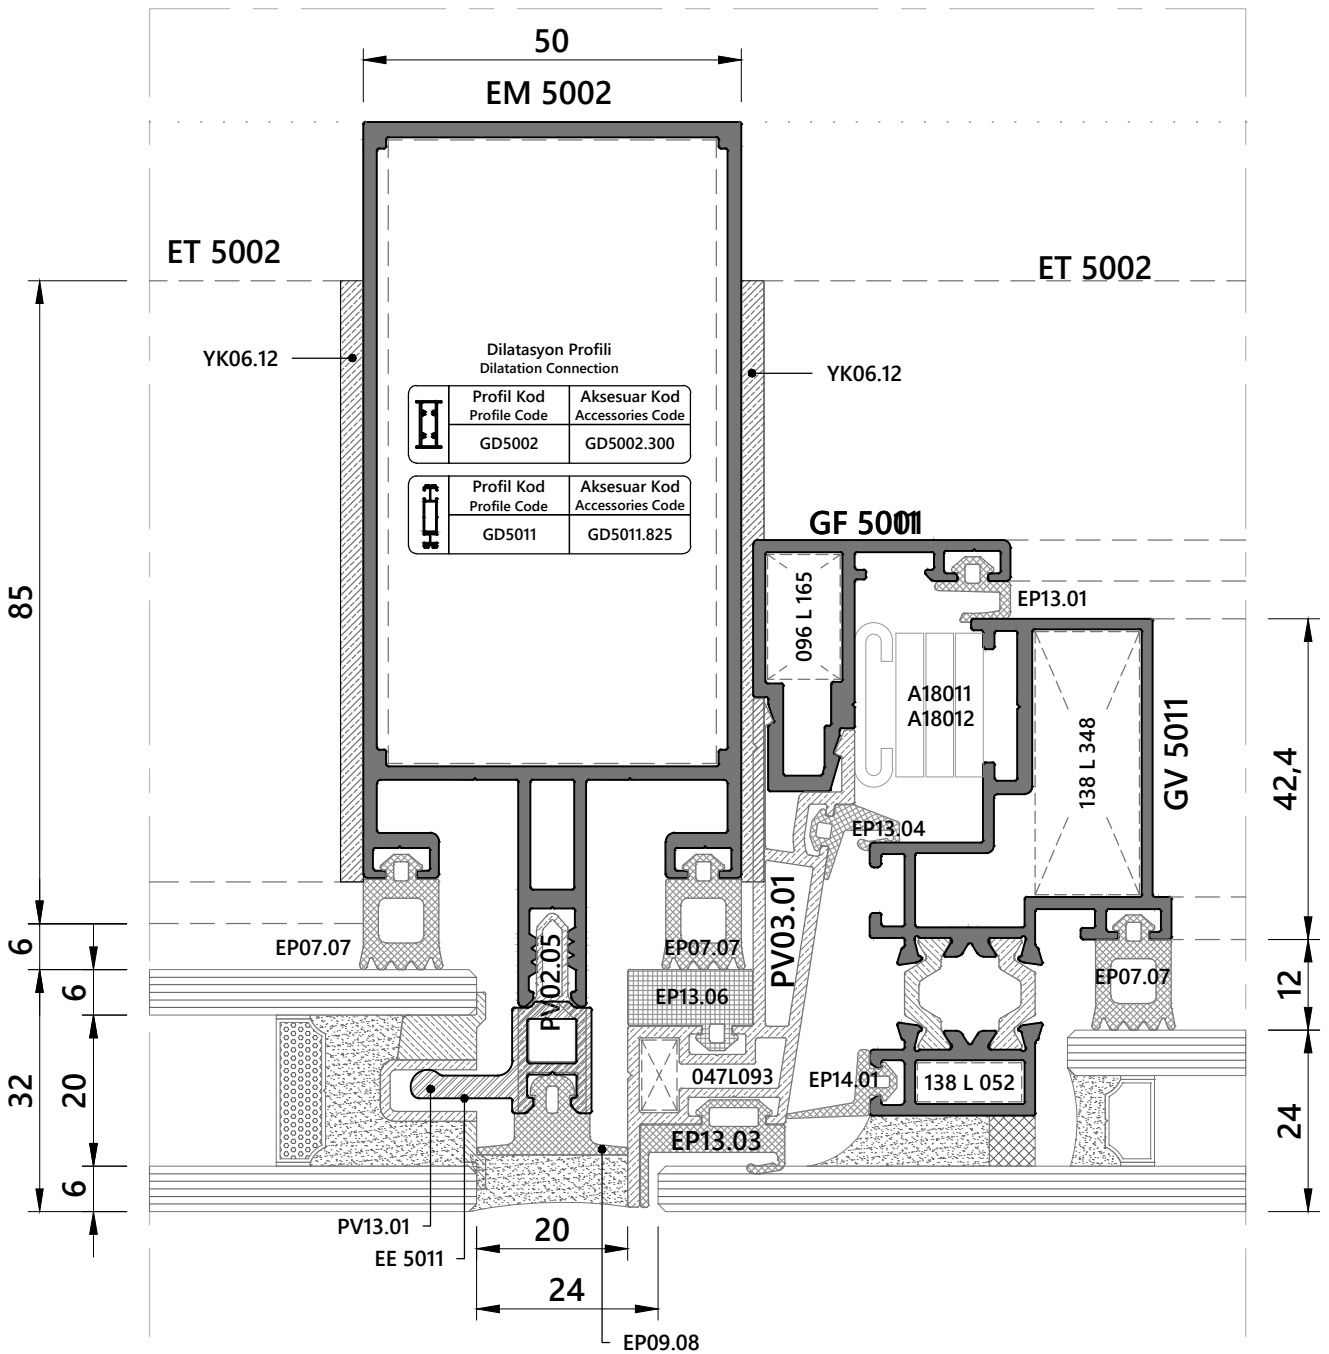 50
EM 5002
ET 5002
ET 5002
YK06.12
YK06.12
Dilatasyon Profili
Dilatation Connection
Profil Kod
Profile Code
Aksesuar Kod
Accessories Code
GD5002
GD5002.300
Profil Kod
Profile Code
Aksesuar Kod
Accessories Code
GD5011
GD5011.825
GF 5001
096 L 165
EP13.01
A18011
A18012
138 L 348
GV 5011
42,4
85
EP13.04
PV03.01
EP07.07
EP07.07
EP07.07
PV02.05
EP13.06
6
6
12
32
20
047L093
EP14.01
138 L 052
24
EP13.03
6
PV13.01
EE 5011
20
24
EP09.08